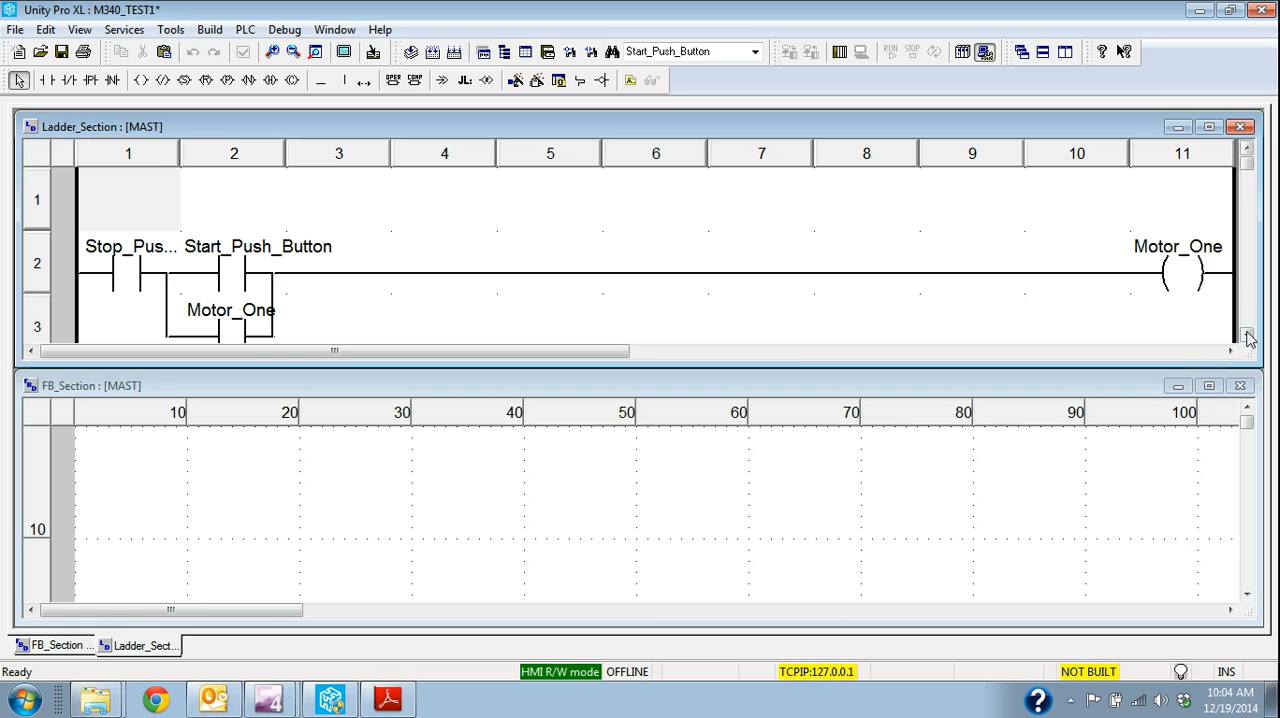 Unity Pro XL : M340_TEST1*
File Edit View Services Tools Build PLC Debug Window Help
Start_Push_Button
Ladder_Section : [MAST]
1 2 3 4 5 6 7 8 9 10 11
1
Stop_Pus... Start_Push_Button Motor_One
2
Motor_One
3
FB_Section : [MAST]
10 20 30 40 50 60 70 80 90 100
10
FB_Section ... Ladder_Sect...
Ready HMI R/W mode OFFLINE TCPIP:127.0.0.1 NOT BUILT INS
10:04 AM
12/19/2014